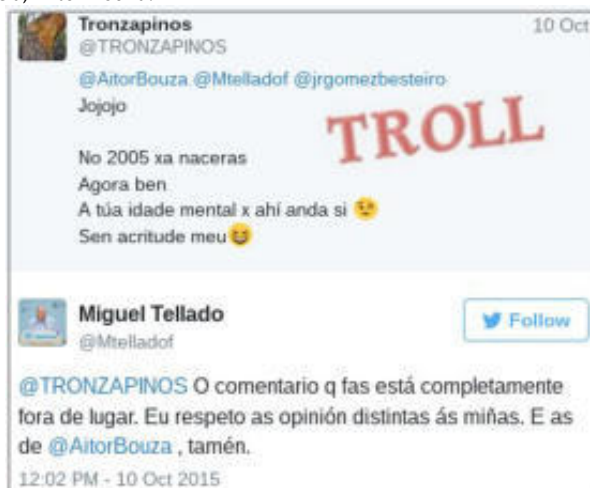 Tronzapinos
10 Oct
@TRONZAPINOS
@AitorBouza @Mtelladof @jrgomezbesteiro
Jojojo
TROLL
No 2005 xa naceras
Agora ben
A túa idade mental x ahí anda si 😉
Sen acritude meu 😆
Miguel Tellado
Follow
@Mtelladof
@TRONZAPINOS O comentario q fas está completamente
fora de lugar. Eu respeto as opinión distintas ás miñas. E as
de @AitorBouza , tamén.
12:02 PM - 10 Oct 2015